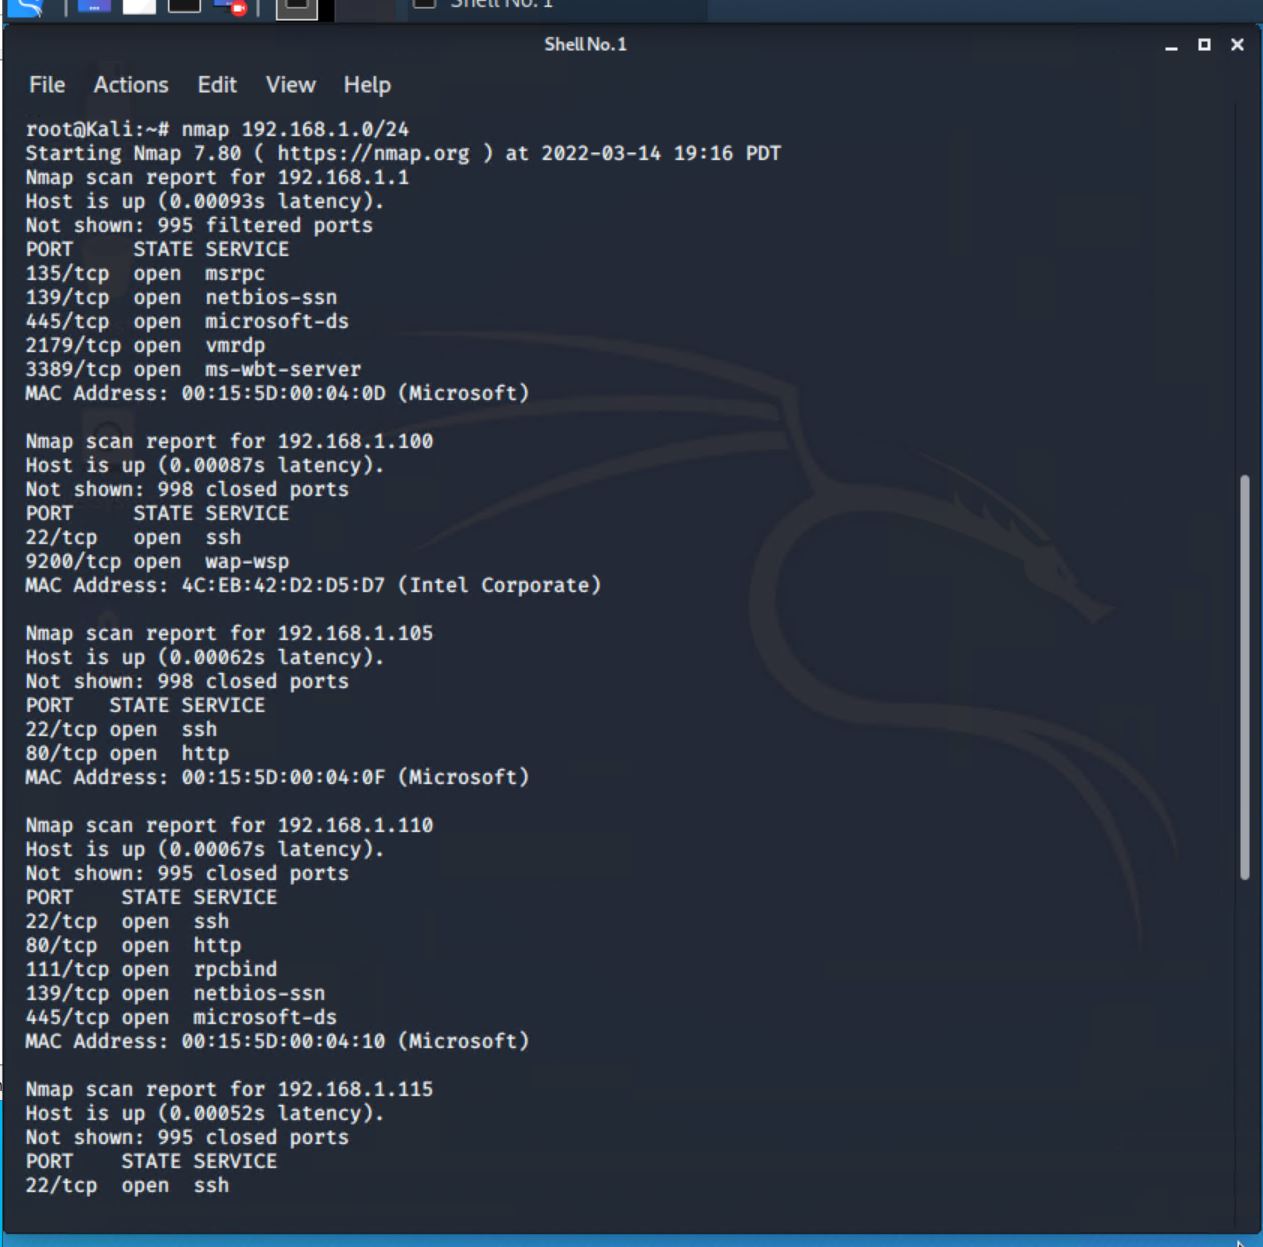 Shell No. 1
Shell No. 1
File Actions Edit View Help
root@Kali:~# nmap 192.168.1.0/24
Starting Nmap 7.80 ( https://nmap.org ) at 2022-03-14 19:16 PDT
Nmap scan report for 192.168.1.1
Host is up (0.00093s latency).
Not shown: 995 filtered ports
PORT     STATE SERVICE
135/tcp  open  msrpc
139/tcp  open  netbios-ssn
445/tcp  open  microsoft-ds
2179/tcp open  vmrdp
3389/tcp open  ms-wbt-server
MAC Address: 00:15:5D:00:04:0D (Microsoft)

Nmap scan report for 192.168.1.100
Host is up (0.00087s latency).
Not shown: 998 closed ports
PORT     STATE SERVICE
22/tcp   open  ssh
9200/tcp open  wap-wsp
MAC Address: 4C:EB:42:D2:D5:D7 (Intel Corporate)

Nmap scan report for 192.168.1.105
Host is up (0.00062s latency).
Not shown: 998 closed ports
PORT   STATE SERVICE
22/tcp open  ssh
80/tcp open  http
MAC Address: 00:15:5D:00:04:0F (Microsoft)

Nmap scan report for 192.168.1.110
Host is up (0.00067s latency).
Not shown: 995 closed ports
PORT    STATE SERVICE
22/tcp  open  ssh
80/tcp  open  http
111/tcp open  rpcbind
139/tcp open  netbios-ssn
445/tcp open  microsoft-ds
MAC Address: 00:15:5D:00:04:10 (Microsoft)

Nmap scan report for 192.168.1.115
Host is up (0.00052s latency).
Not shown: 995 closed ports
PORT    STATE SERVICE
22/tcp  open  ssh